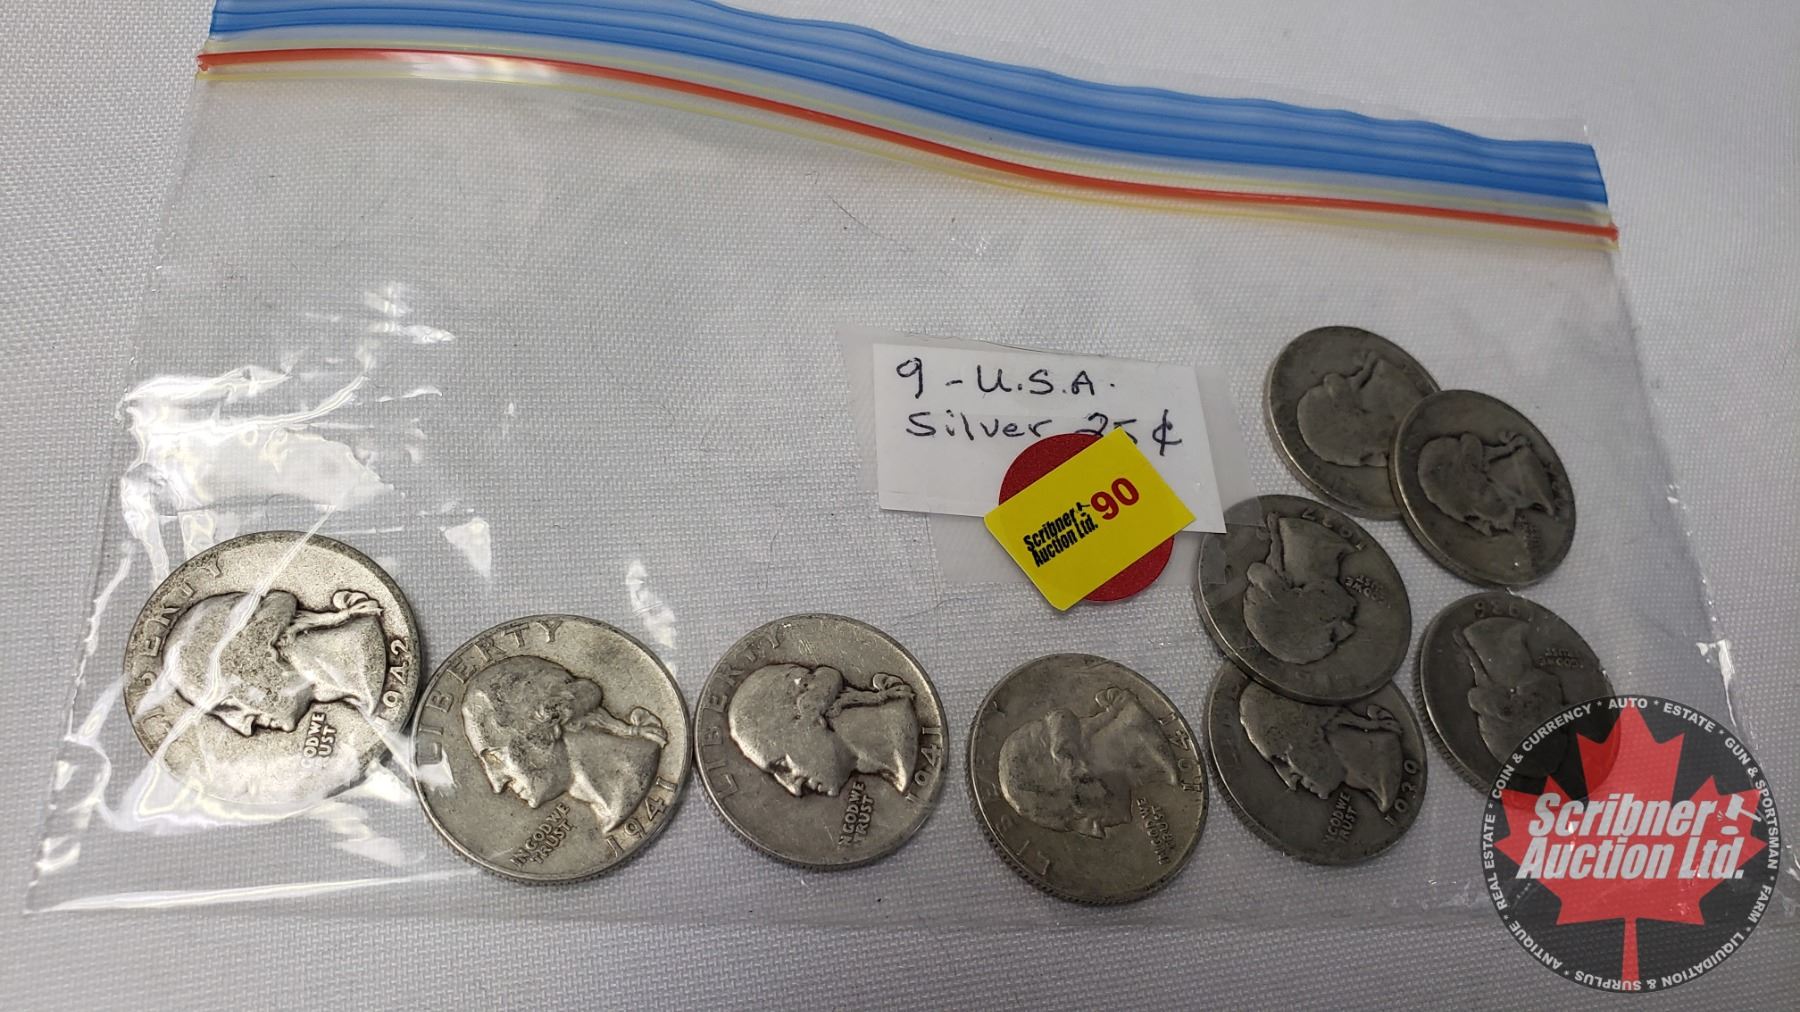 9 - U.S.A.
Silver 25 ¢
Scribner
Auction Ltd.
90
LIBERTY
1942
LIBERTY
IN GOD WE
TRUST
1941
LIBERTY
IN GOD WE
TRUST
1941
1941
IN GOD WE
TRUST
1939
IN GOD WE
TRUST
Scribner
Auction Ltd.
REAL ESTATE * COIN & CURRENCY * AUTO * ESTATE * GUN & SPORTSMAN * FARM * LIQUIDATION & SURPLUS * ANTIQUE *